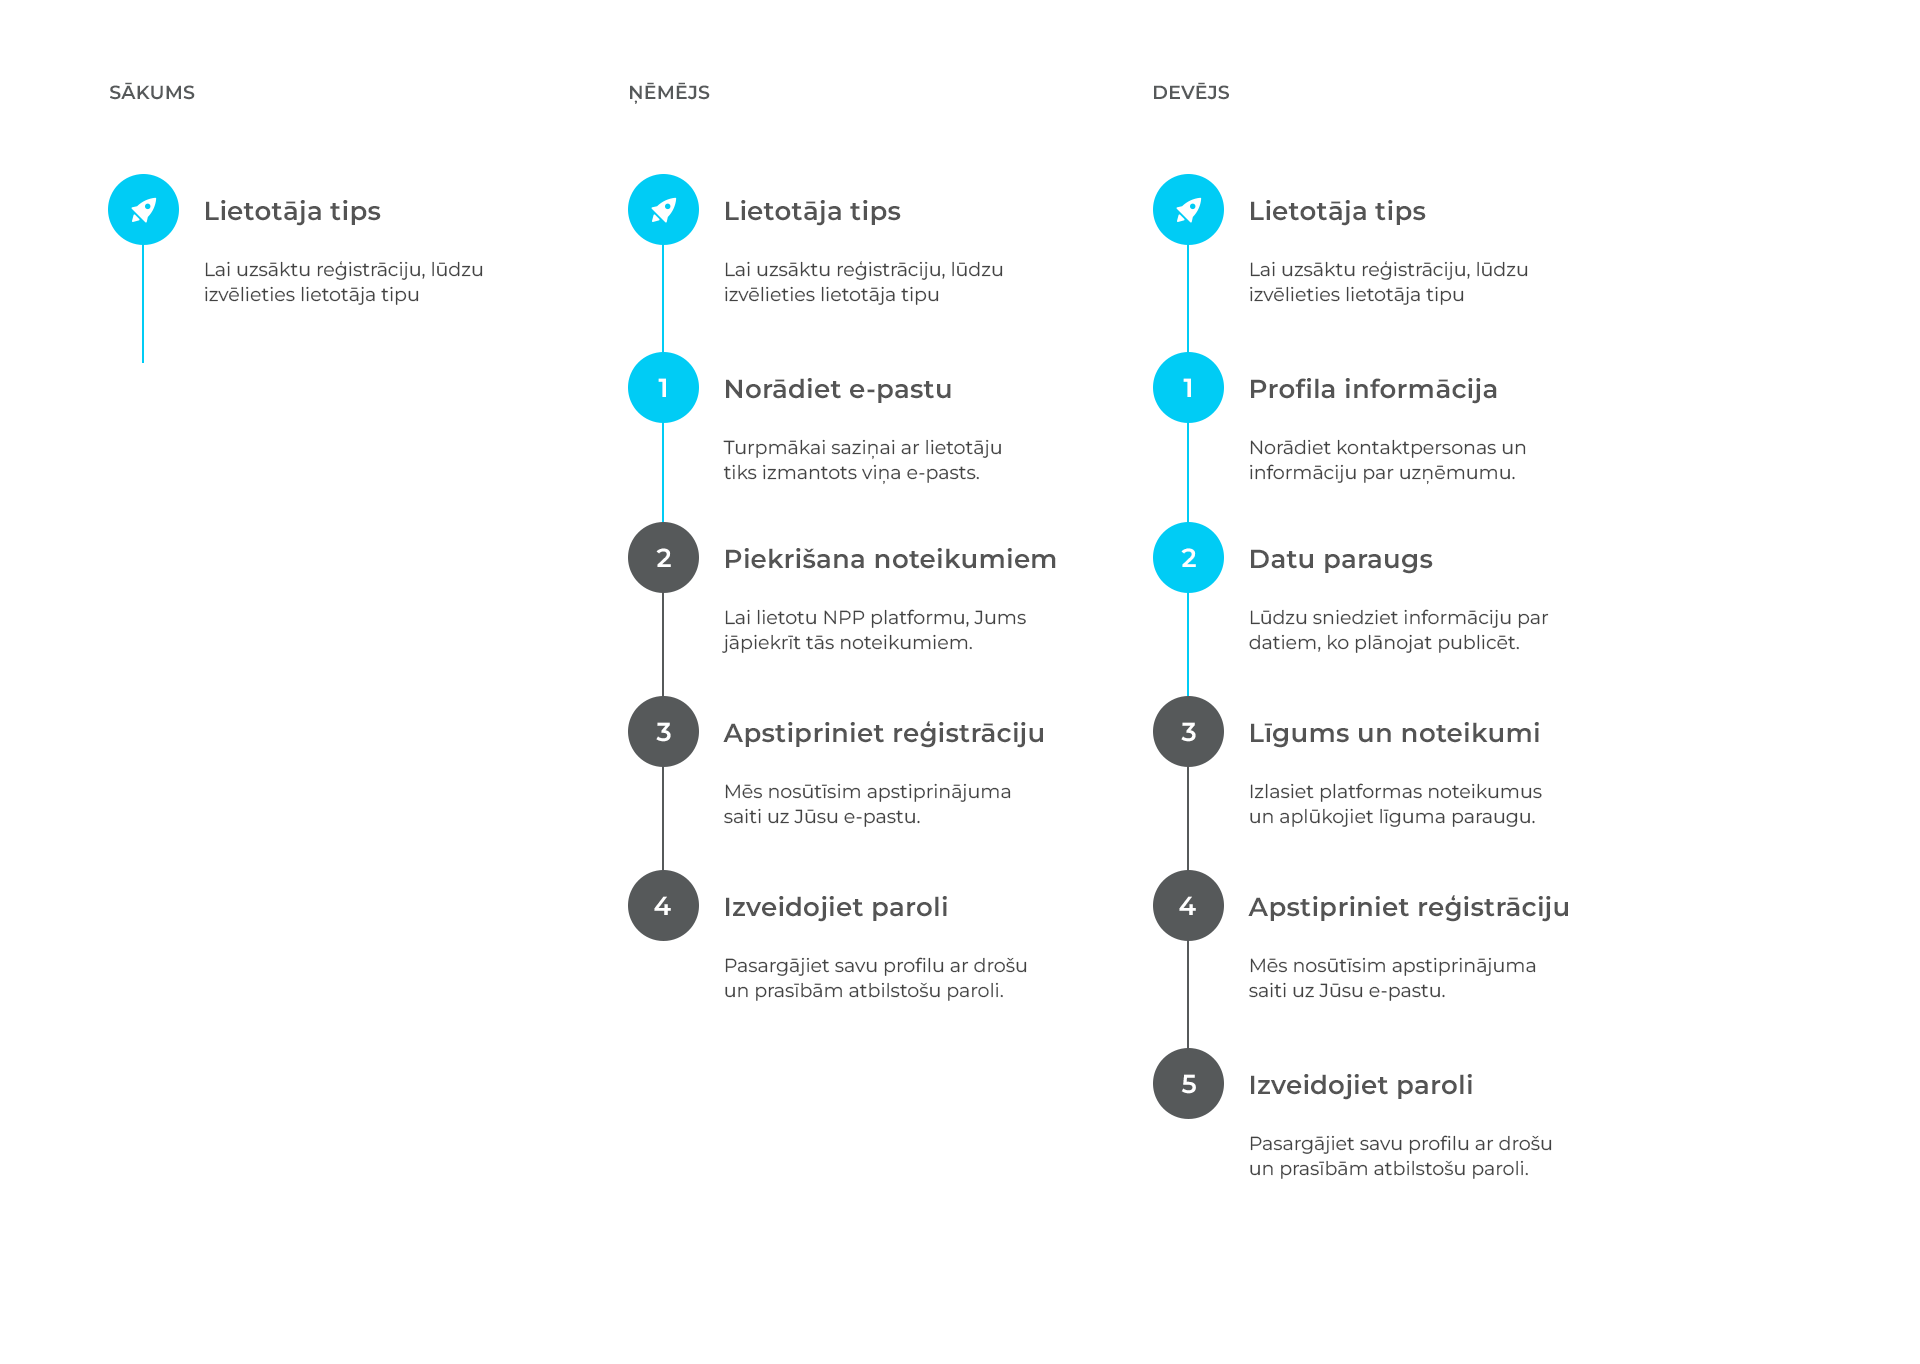 SĀKUMS
Lietotāja tips
Lai uzsāktu reģistrāciju, lūdzu
izvēlieties lietotāja tipu
ŅĒMĒJS
Lietotāja tips
Lai uzsāktu reģistrāciju, lūdzu
izvēlieties lietotāja tipu
1
Norādiet e-pastu
Turpmākai saziņai ar lietotāju
tiks izmantots viņa e-pasts.
2
Piekrišana noteikumiem
Lai lietotu NPP platformu, Jums
jāpiekrīt tās noteikumiem.
3
Apstipriniet reģistrāciju
Mēs nosūtīsim apstiprinājuma
saiti uz Jūsu e-pastu.
4
Izveidojiet paroli
Pasargājiet savu profilu ar drošu
un prasībām atbilstošu paroli.
DEVĒJS
Lietotāja tips
Lai uzsāktu reģistrāciju, lūdzu
izvēlieties lietotāja tipu
1
Profila informācija
Norādiet kontaktpersonas un
informāciju par uzņēmumu.
2
Datu paraugs
Lūdzu sniedziet informāciju par
datiem, ko plānojat publicēt.
3
Līgums un noteikumi
Izlasiet platformas noteikumus
un aplūkojiet līguma paraugu.
4
Apstipriniet reģistrāciju
Mēs nosūtīsim apstiprinājuma
saiti uz Jūsu e-pastu.
5
Izveidojiet paroli
Pasargājiet savu profilu ar drošu
un prasībām atbilstošu paroli.